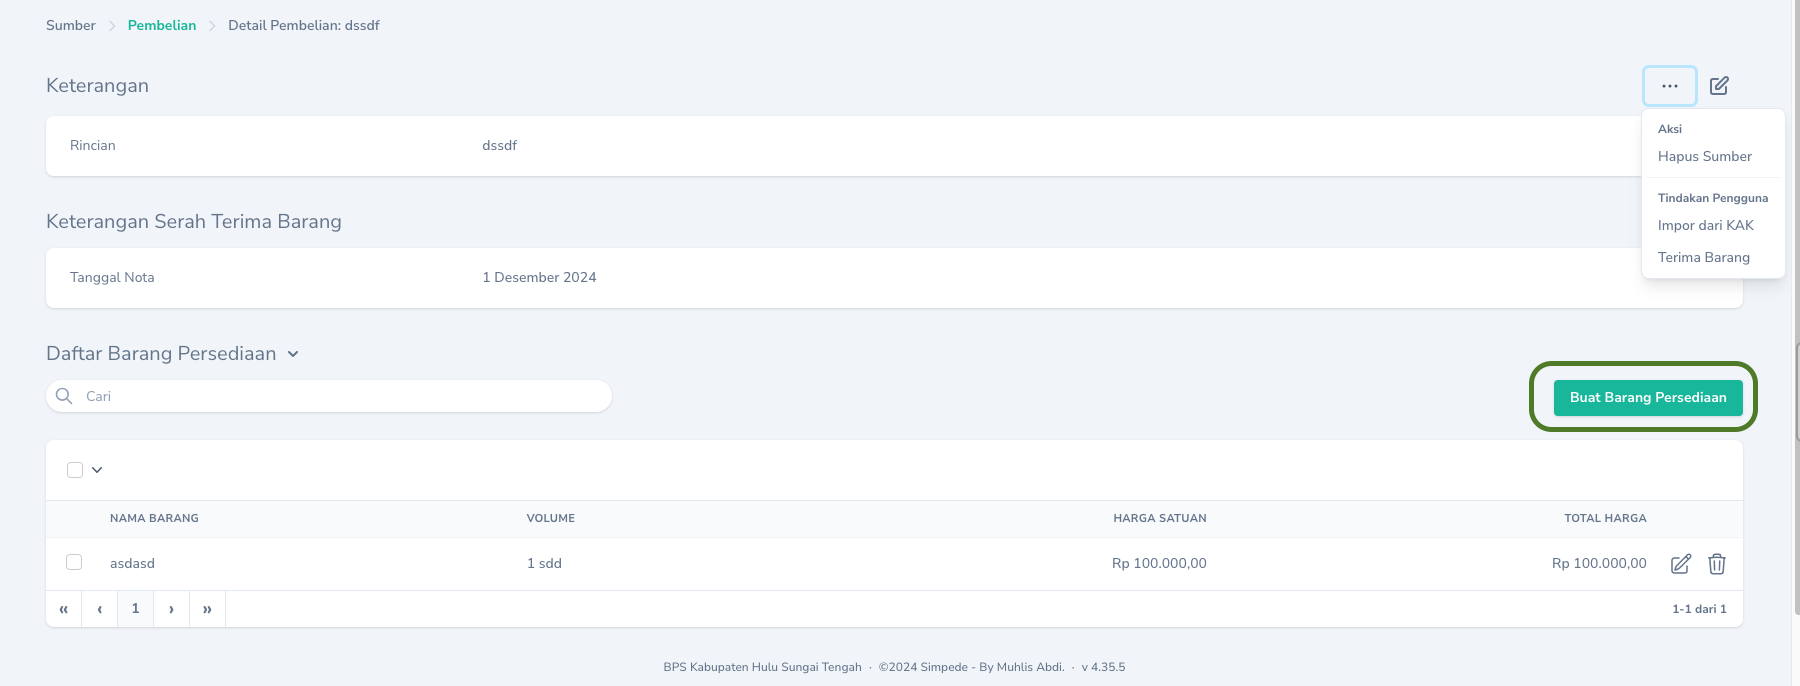 Sumber > Pembelian > Detail Pembelian: dssdf
Keterangan
...
Aksi
Hapus Sumber
Tindakan Pengguna
Impor dari KAK
Terima Barang
Rincian dssdf
Keterangan Serah Terima Barang
Tanggal Nota 1 Desember 2024
Daftar Barang Persediaan
Cari
Buat Barang Persediaan
NAMA BARANG VOLUME HARGA SATUAN TOTAL HARGA
asdasd 1 sdd Rp 100.000,00 Rp 100.000,00
« ‹ 1 › » 1-1 dari 1
BPS Kabupaten Hulu Sungai Tengah · ©2024 Simpede - By Muhlis Abdi. · v 4.35.5